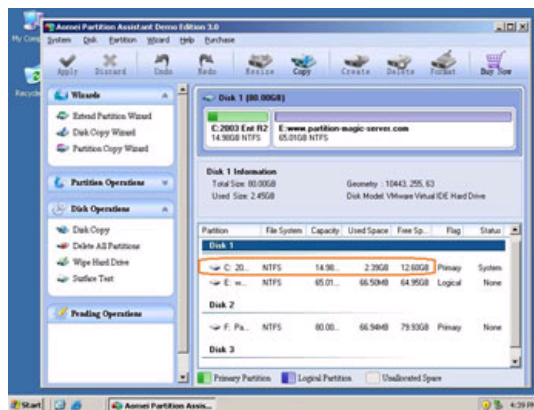 My Comp
Recycle
Aomei Partition Assistant Demo Edition 3.0
System Disk Partition Wizard Help Purchase
Apply Discard Undo Redo Resize Copy Create Delete Format Buy Now
Wizards
Extend Partition Wizard
Disk Copy Wizard
Partition Copy Wizard
Partition Operations
Disk Operations
Disk Copy
Delete All Partitions
Wipe Hard Drive
Surface Test
Pending Operations
Disk 1 (80.00GB)
C:2003 Ent R2
14.98GB NTFS
E:www.partition-magic-server.com
65.01GB NTFS
Disk 1 Information
Total Size: 80.00GB Geometry : 10443, 255, 63
Used Size: 2.45GB Disk Model: VMware Virtual IDE Hard Drive
Partition File System Capacity Used Space Free Sp... Flag Status
Disk 1
C: 20... NTFS 14.98... 2.39GB 12.60GB Primary System
E: w... NTFS 65.01... 66.50MB 64.95GB Logical None
Disk 2
F: Pa... NTFS 80.00... 66.94MB 79.93GB Primary None
Disk 3
Primary Partition Logical Partition Unallocated Space
Start Aomei Partition Assis... 4:39 PM